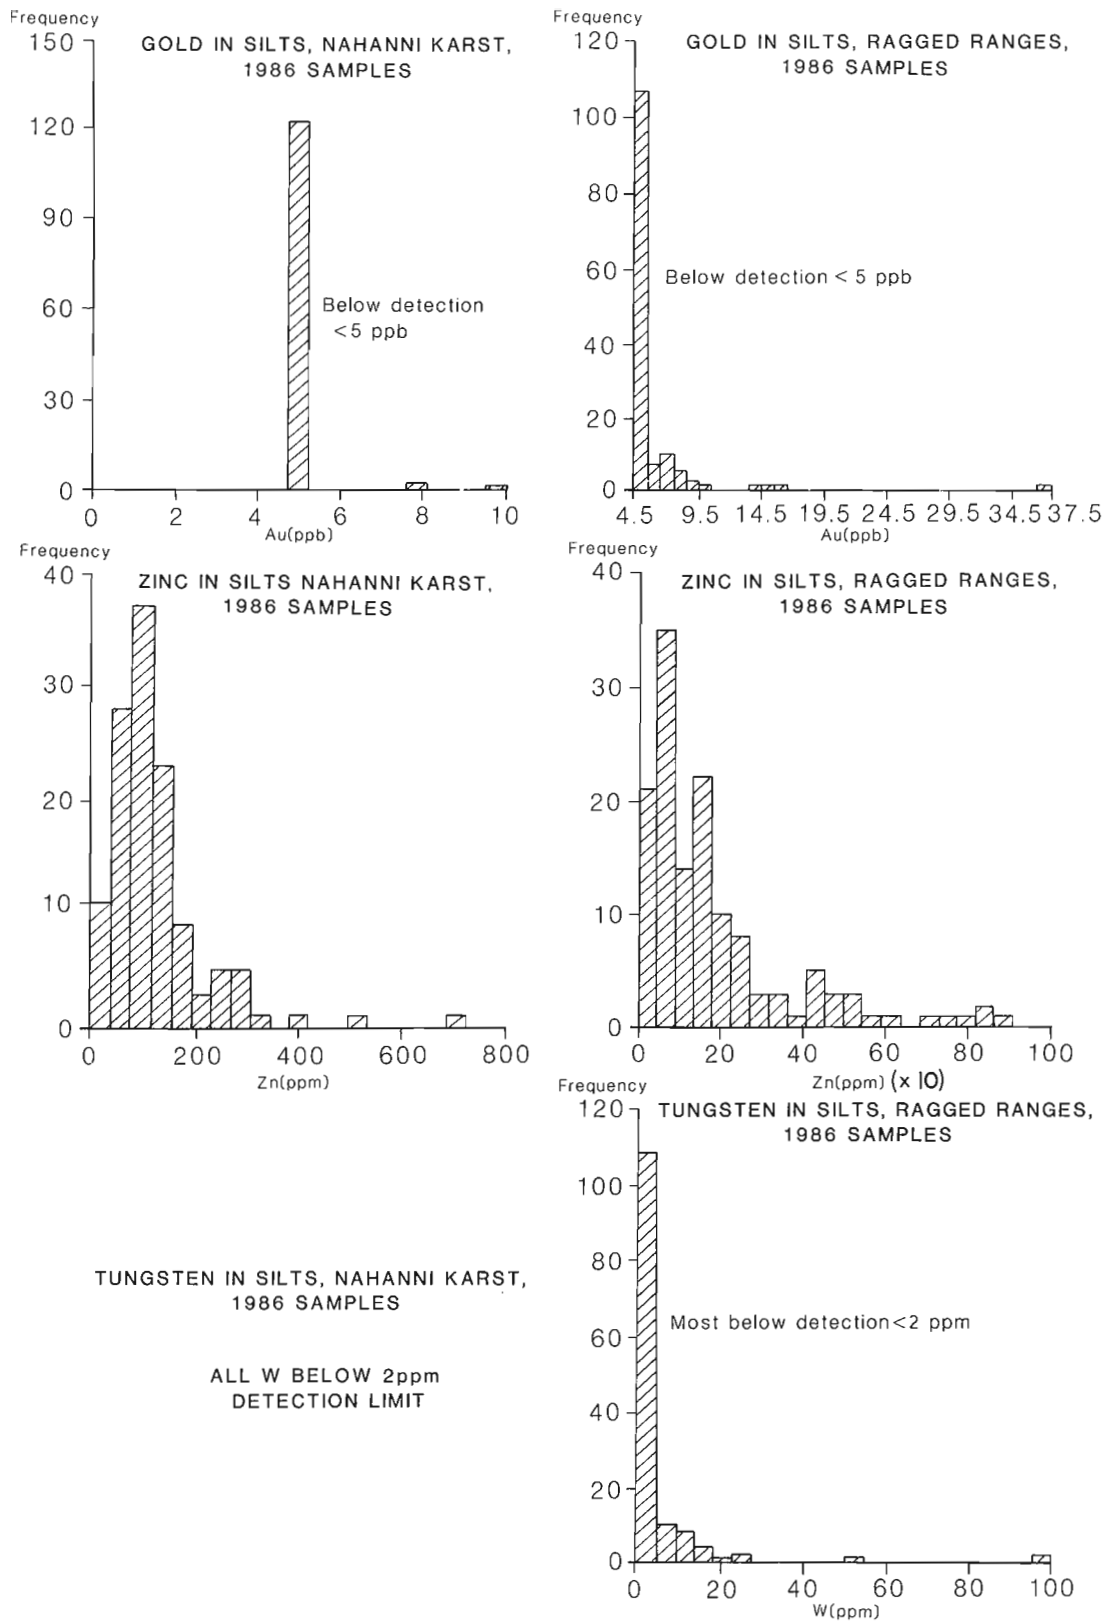 Frequency
150
120
90
60
30
0
GOLD IN SILTS, NAHANNI KARST,
1986 SAMPLES
Below detection
<5 ppb
0 2 4 6 8 10
Au(ppb)
Frequency
120
100
80
60
40
20
0
GOLD IN SILTS, RAGGED RANGES,
1986 SAMPLES
Below detection < 5 ppb
4.5 9.5 14.5 19.5 24.5 29.5 34.5 37.5
Au(ppb)
Frequency
40
30
20
10
0
ZINC IN SILTS NAHANNI KARST,
1986 SAMPLES
0 200 400 600 800
Zn(ppm)
Frequency
40
30
20
10
0
ZINC IN SILTS, RAGGED RANGES,
1986 SAMPLES
0 20 40 60 80 100
Zn(ppm) (x 10)
TUNGSTEN IN SILTS, NAHANNI KARST,
1986 SAMPLES
ALL W BELOW 2ppm
DETECTION LIMIT
Frequency
120
100
80
60
40
20
0
TUNGSTEN IN SILTS, RAGGED RANGES,
1986 SAMPLES
Most below detection<2 ppm
0 20 40 60 80 100
W(ppm)